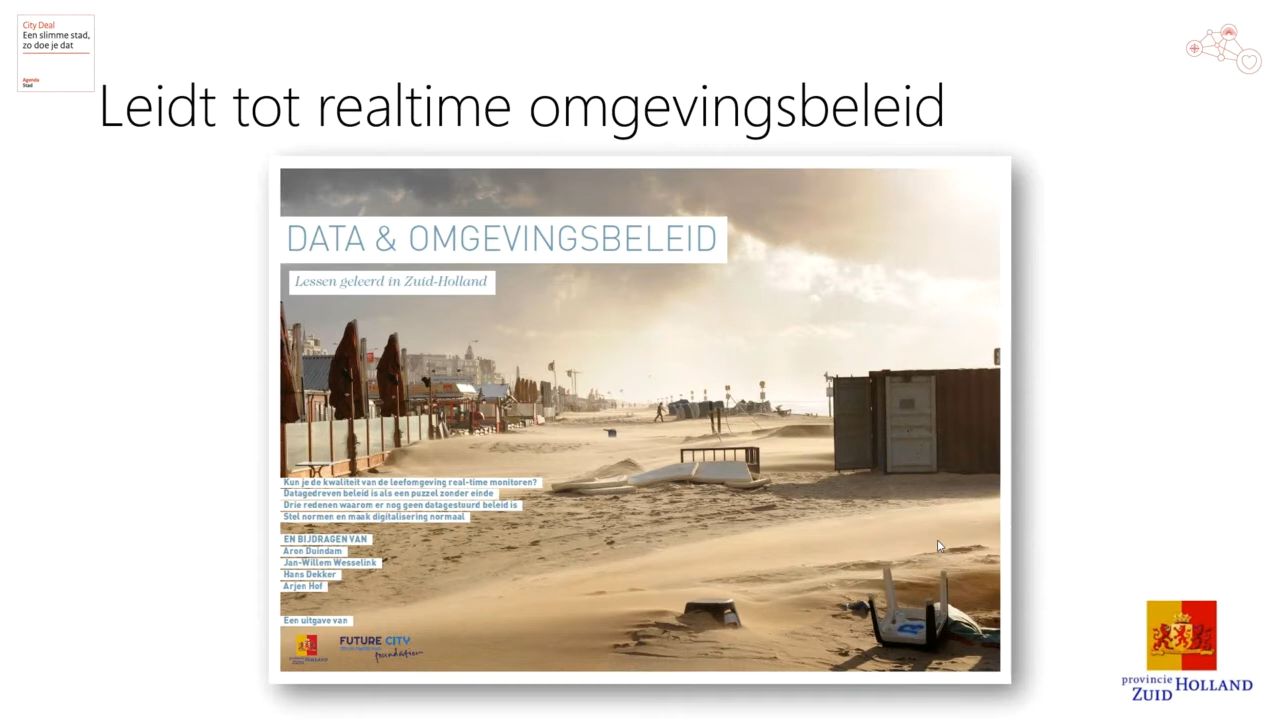 City Deal
Een slimme stad,
zo doe je dat
Agenda
Stad
Leidt tot realtime omgevingsbeleid
DATA & OMGEVINGSBELEID
Lessen geleerd in Zuid-Holland
Kun je de kwaliteit van de leefomgeving real-time monitoren?
Datagedreven beleid is als een puzzel zonder einde
Drie redenen waarom er nog geen datagestuurd beleid is
Stel normen en maak digitalisering normaal
EN BIJDRAGEN VAN
Aron Duindam
Jan-Willem Wesselink
Hans Dekker
Arjen Hof
Een uitgave van
FUTURE CITY
foundation
provincie HOLLAND
ZUID
provincie HOLLAND
ZUID